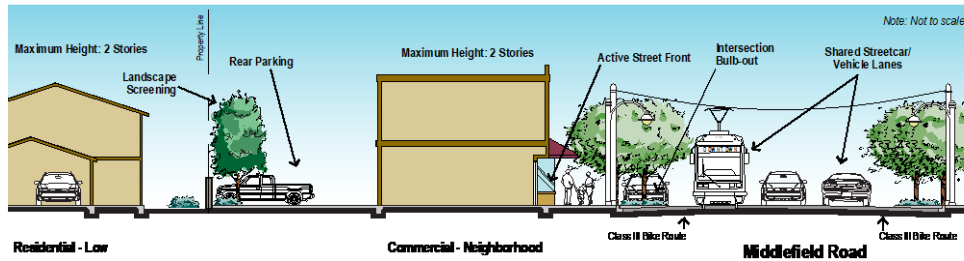 Note: Not to scale
Property Line
Maximum Height: 2 Stories
Rear Parking
Landscape
Screening
Maximum Height: 2 Stories
Active Street Front
Intersection
Bulb-out
Shared Streetcar/
Vehicle Lanes
Class III Bike Route
Class III Bike Route
Residential - Low
Commercial - Neighborhood
Middlefield Road